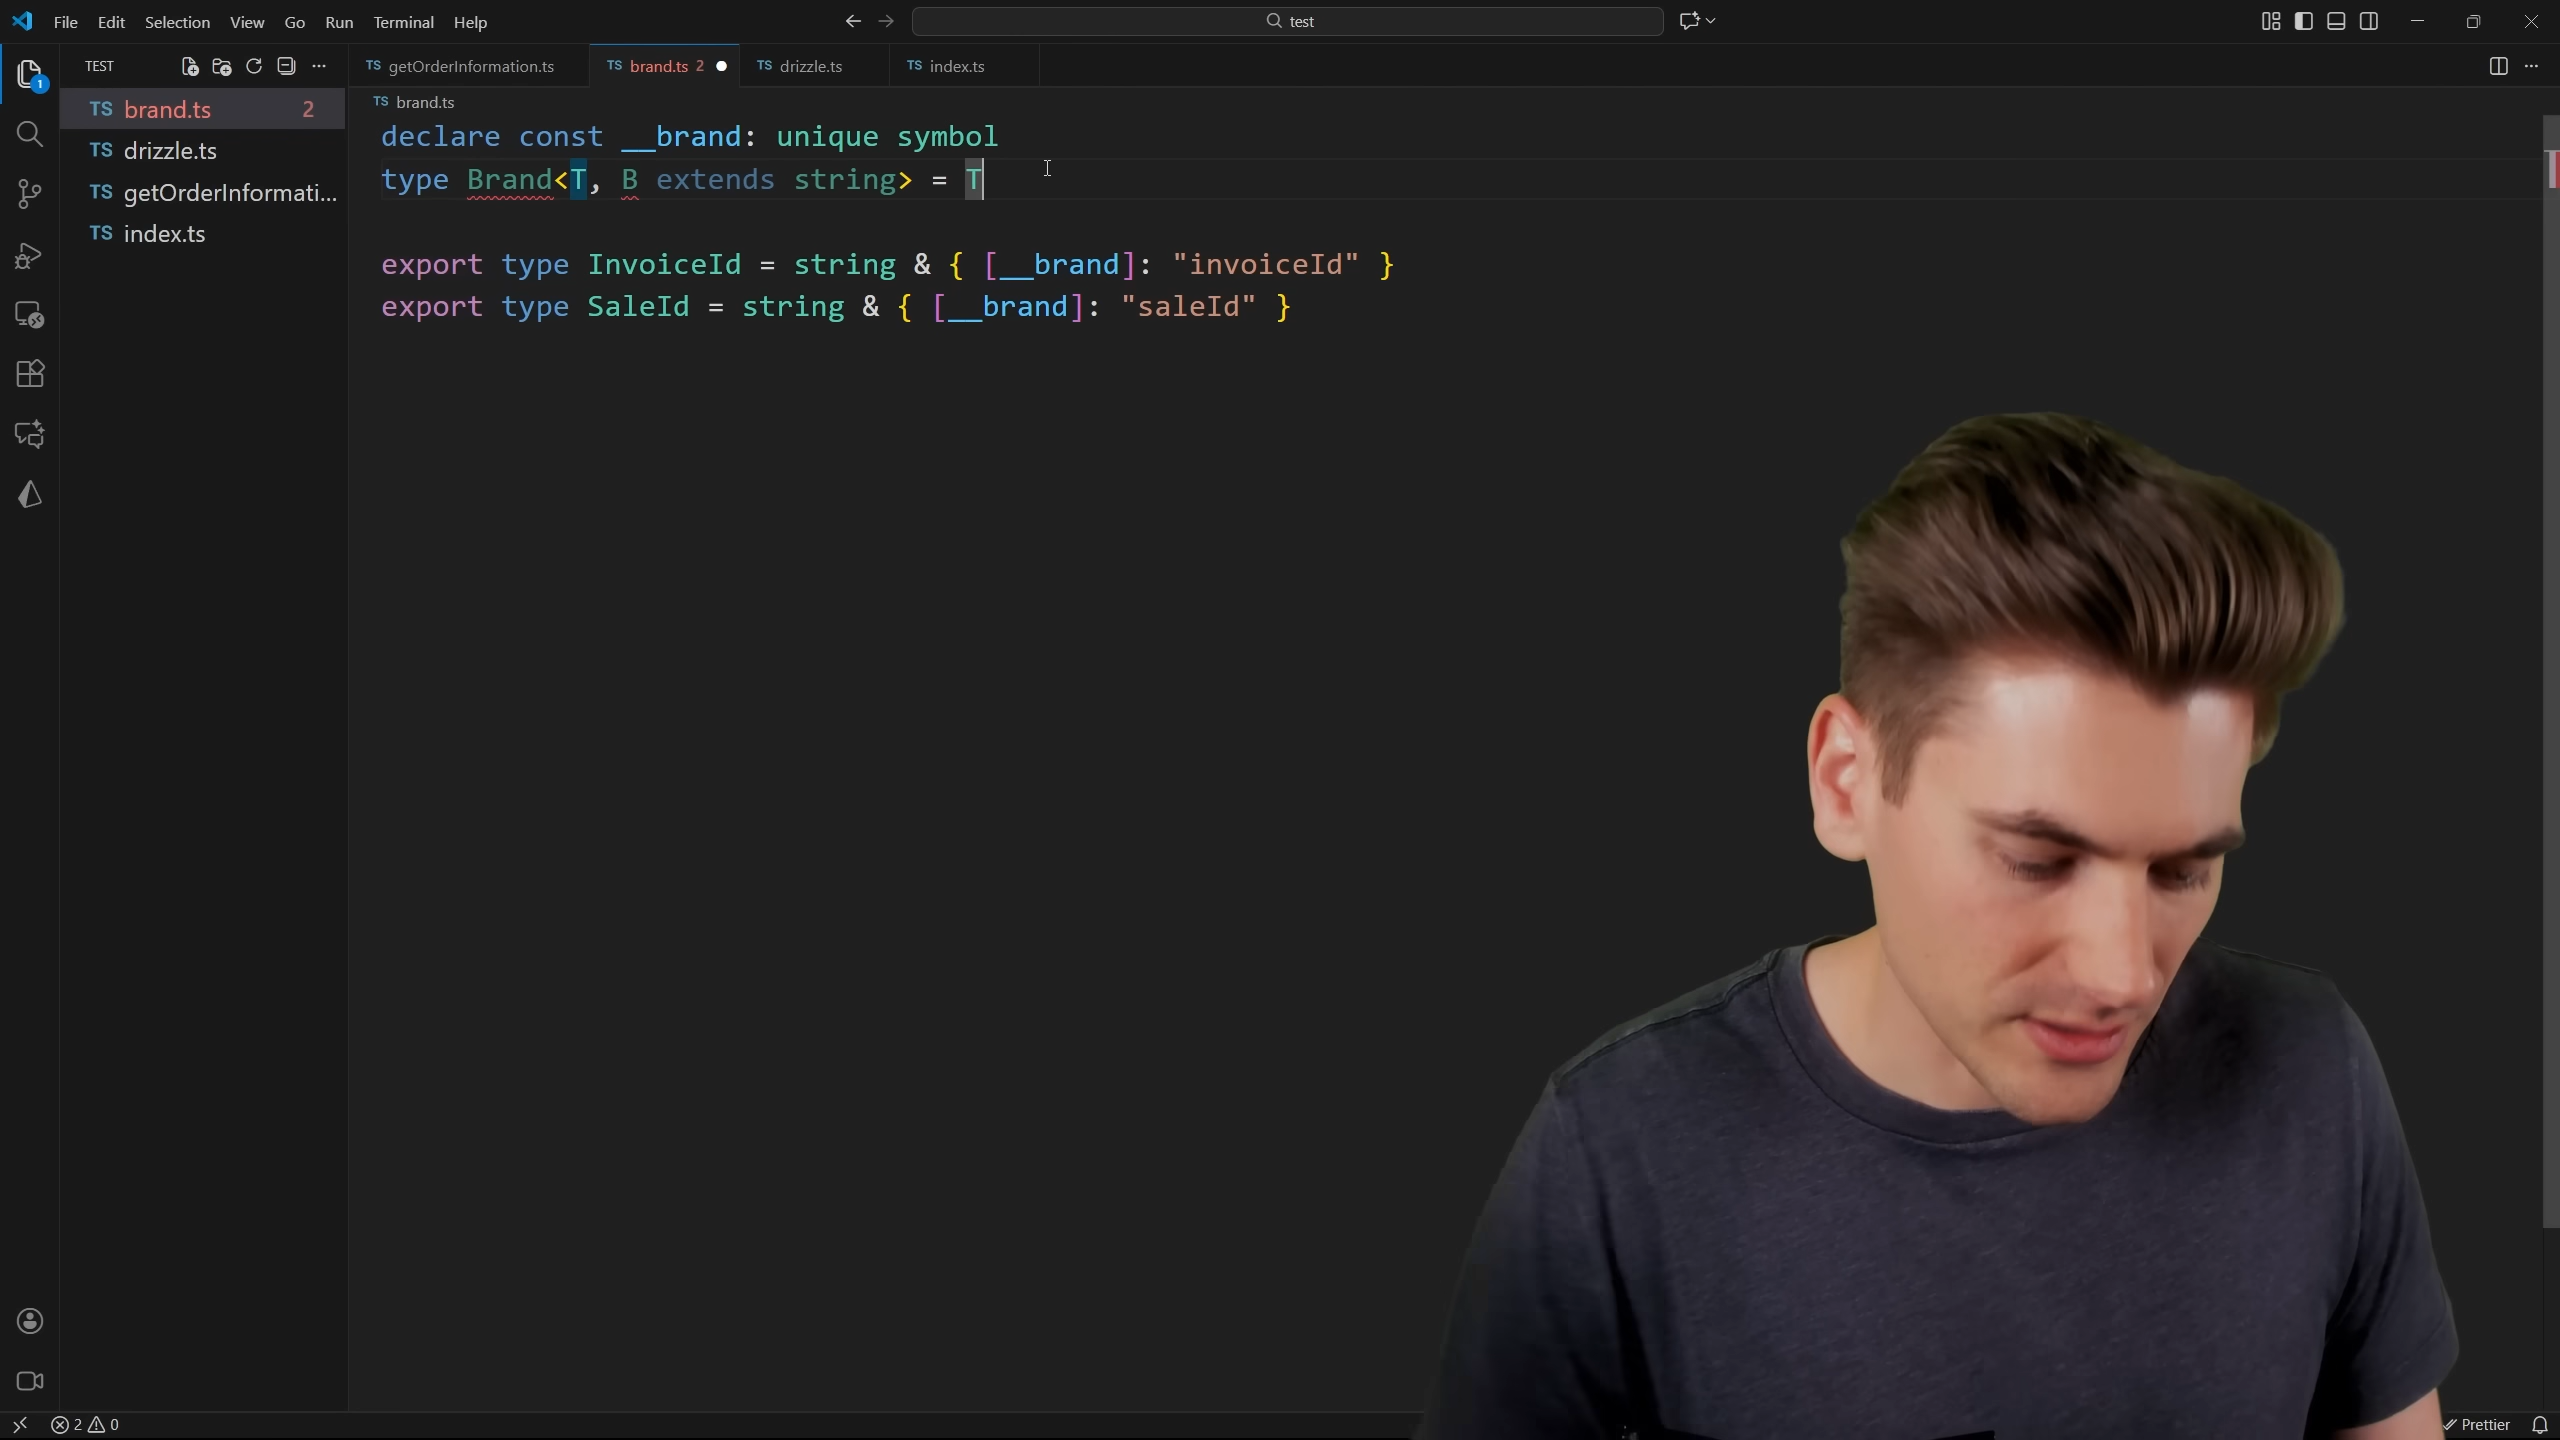 File Edit Selection View Go Run Terminal Help
test
TEST
TS getOrderInformation.ts
TS brand.ts 2
TS drizzle.ts
TS index.ts
1
TS brand.ts 2
TS drizzle.ts
TS getOrderInformati...
TS index.ts
TS brand.ts
declare const __brand: unique symbol
type Brand<T, B extends string> = T
export type InvoiceId = string & { [__brand]: "invoiceId" }
export type SaleId = string & { [__brand]: "saleId" }
2 0
Prettier